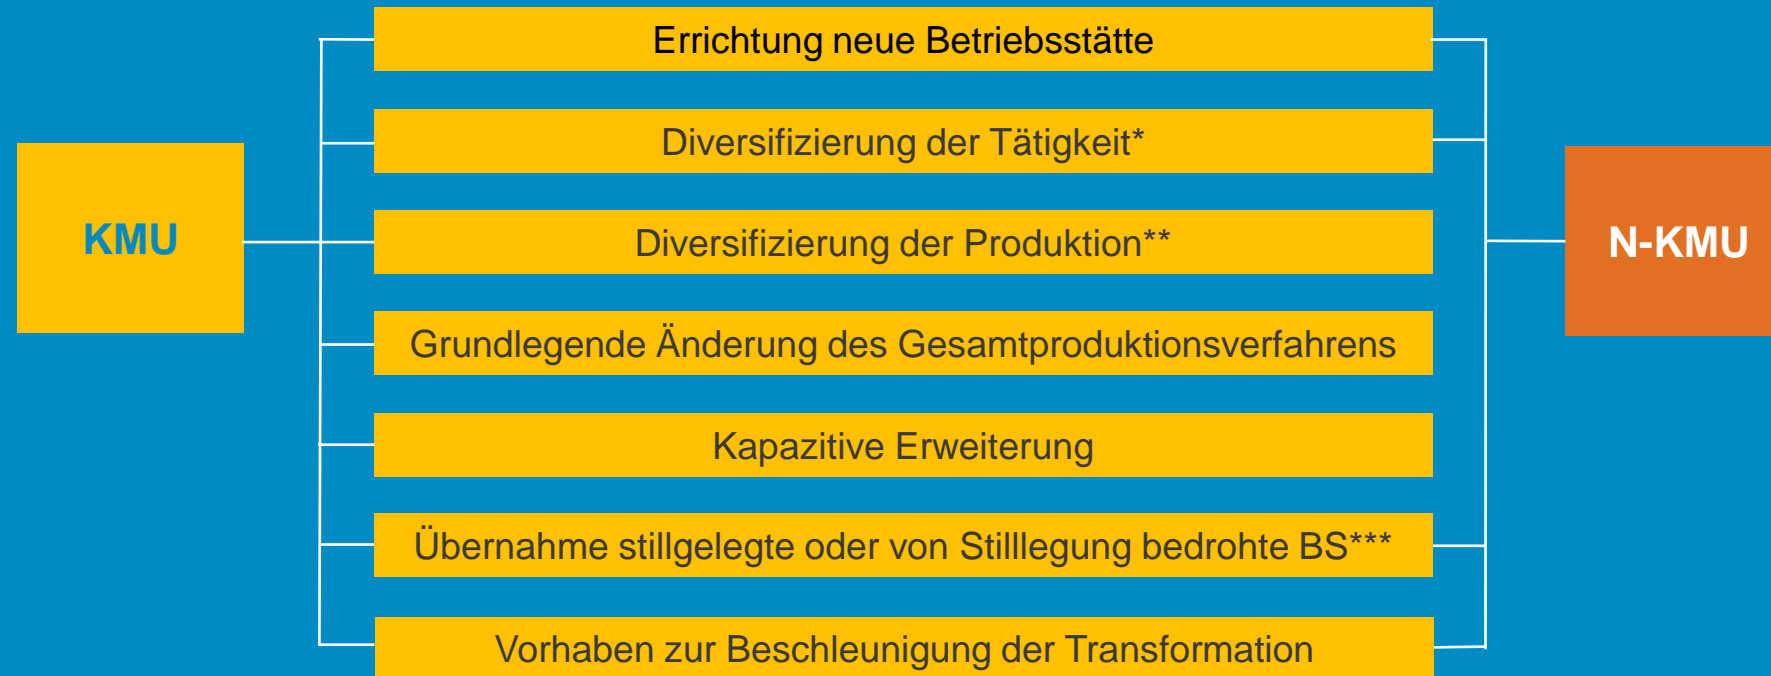 Errichtung neue Betriebsstätte
Diversifizierung der Tätigkeit*
KMU
Diversifizierung der Produktion**
N-KMU
Grundlegende Änderung des Gesamtproduktionsverfahrens
Kapazitive Erweiterung
Übernahme stillgelegte oder von Stilllegung bedrohte BS***
Vorhaben zur Beschleunigung der Transformation